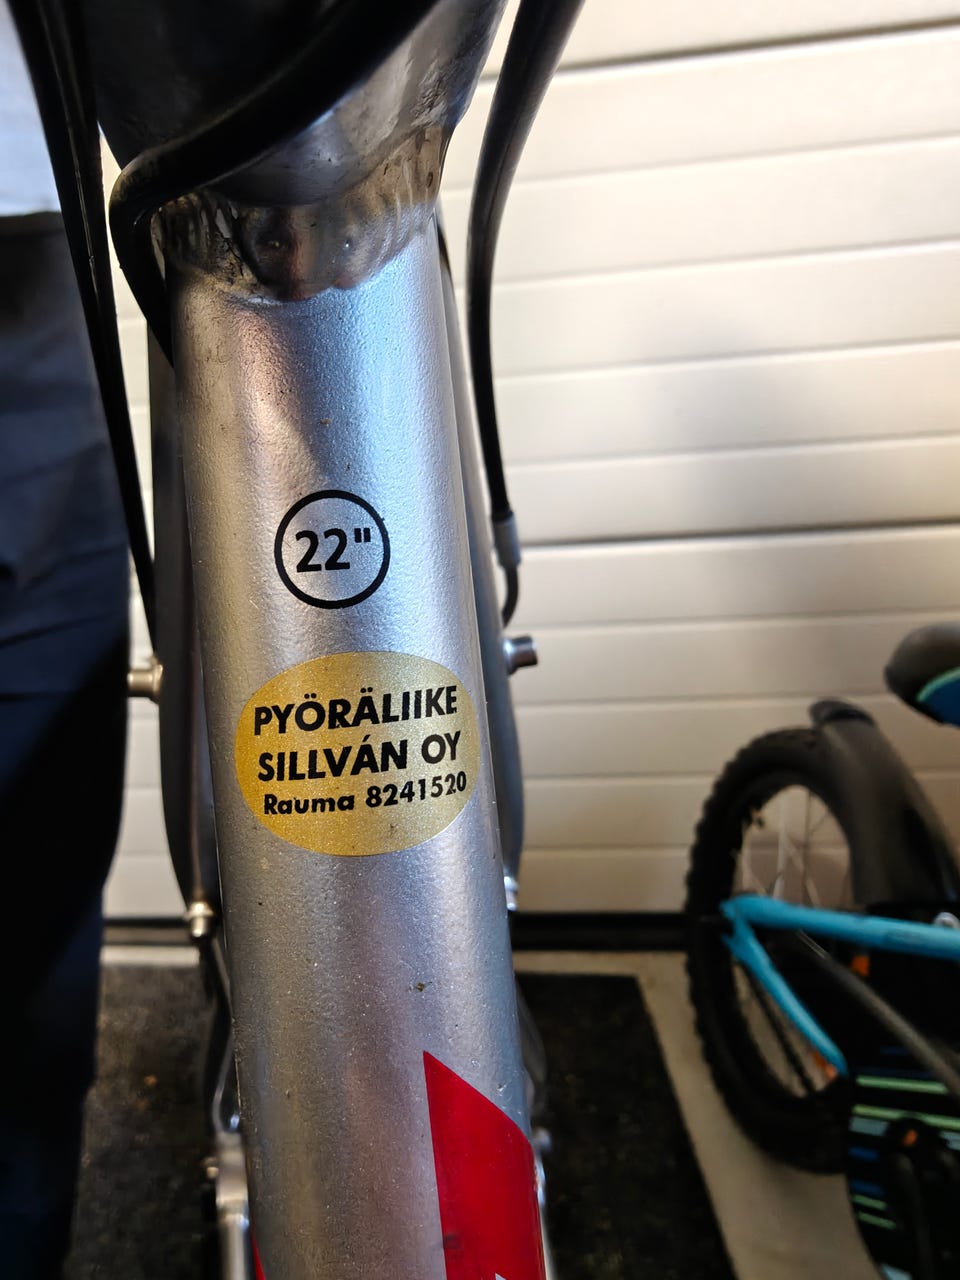 22"
PYÖRÄLIIKE
SILLVÁN OY
Rauma 8241520